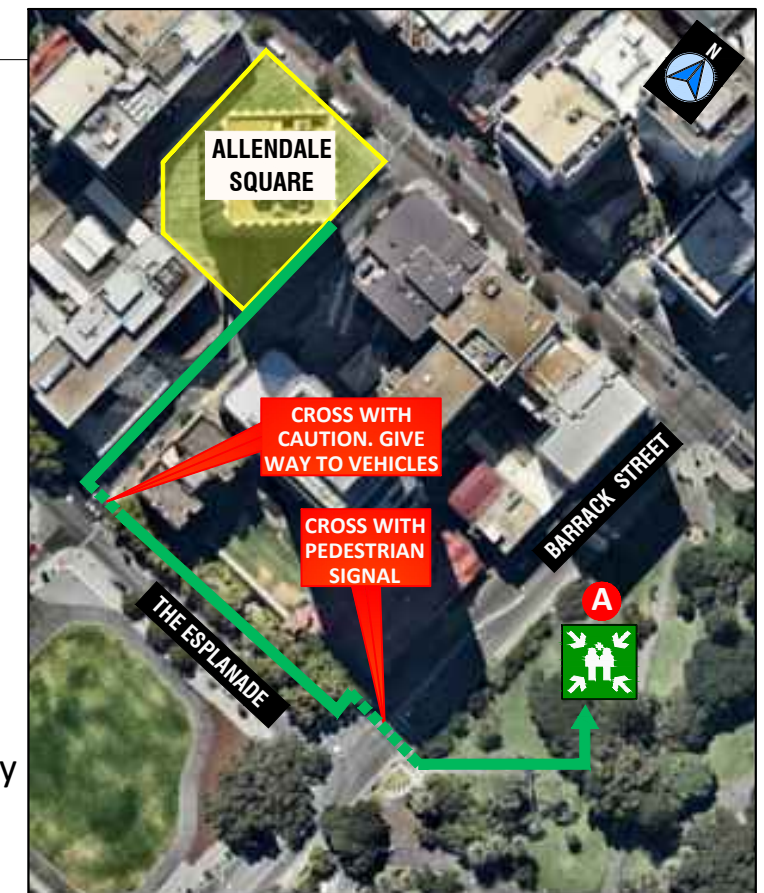 N
ALLENDALE
SQUARE
CROSS WITH
CAUTION. GIVE
WAY TO VEHICLES
CROSS WITH
PEDESTRIAN
SIGNAL
BARRACK STREET
A
THE ESPLANADE
y